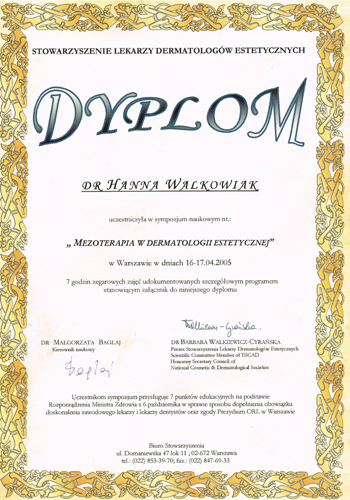 STOWARZYSZENIE LEKARZY DERMATOLOGÓW ESTETYCZNYCH
DYPLOM
DR HANNA WALKOWIAK
uczestniczyła w sympozjum naukowym nt.:
„ MEZOTERAPIA W DERMATOLOGII ESTETYCZNEJ"
w Warszawie w dniach 16-17.04.2005
7 godzin zegarowych zajęć udokumentowanych szczegółowym programem
stanowiącym załącznik do niniejszego dyplomu
DR MAŁGORZATA BAGŁAJ
Kierownik naukowy
Bagłaj
Walkiewicz-Cyrańska.
DR BARBARA WALKIEWICZ-CYRAŃSKA
Prezes Stowarzyszenia Lekarzy Dermatologów Estetycznych
Scientific Committee Member of ESCAD
Honorary Secretary Council of
National Cosmetic & Dermatological Societies
Uczestnikom sympozjum przysługuje 7 punktów edukacyjnych na podstawie
Rozporządzenia Ministra Zdrowia z 6 października w sprawie sposobu dopełnienia obowiązku
doskonalenia zawodowego lekarzy i lekarzy dentystów oraz zgody Prezydium ORL w Warszawie
Biuro Stowarzyszenia
ul. Domaniewska 47 lok 11 ; 02-672 Warszawa
tel.: (022) 853-39-70; fax.: (022) 847-69-33